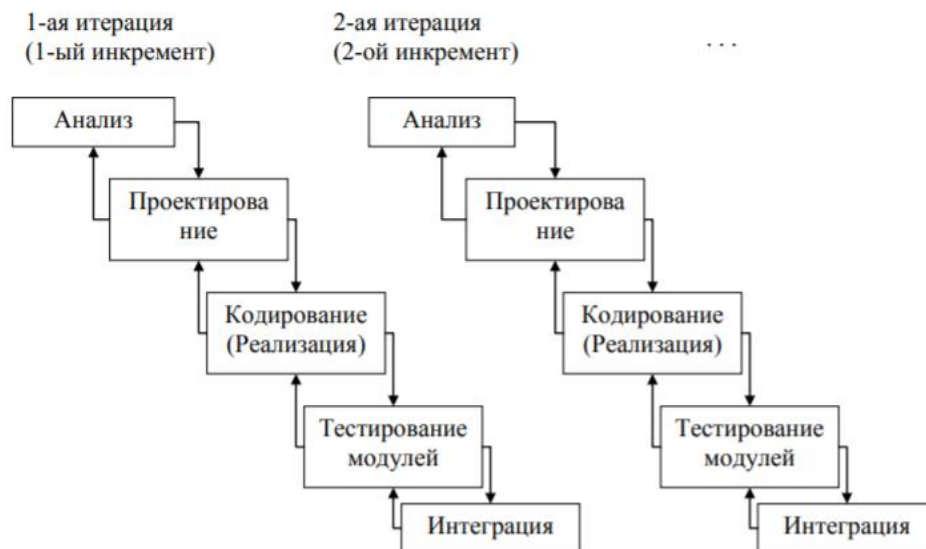 1-ая итерация
(1-ый инкремент)
2-ая итерация
(2-ой инкремент)
. . .
Анализ
Проектирова
ние
Кодирование
(Реализация)
Тестирование
модулей
Интеграция
Анализ
Проектирова
ние
Кодирование
(Реализация)
Тестирование
модулей
Интеграция